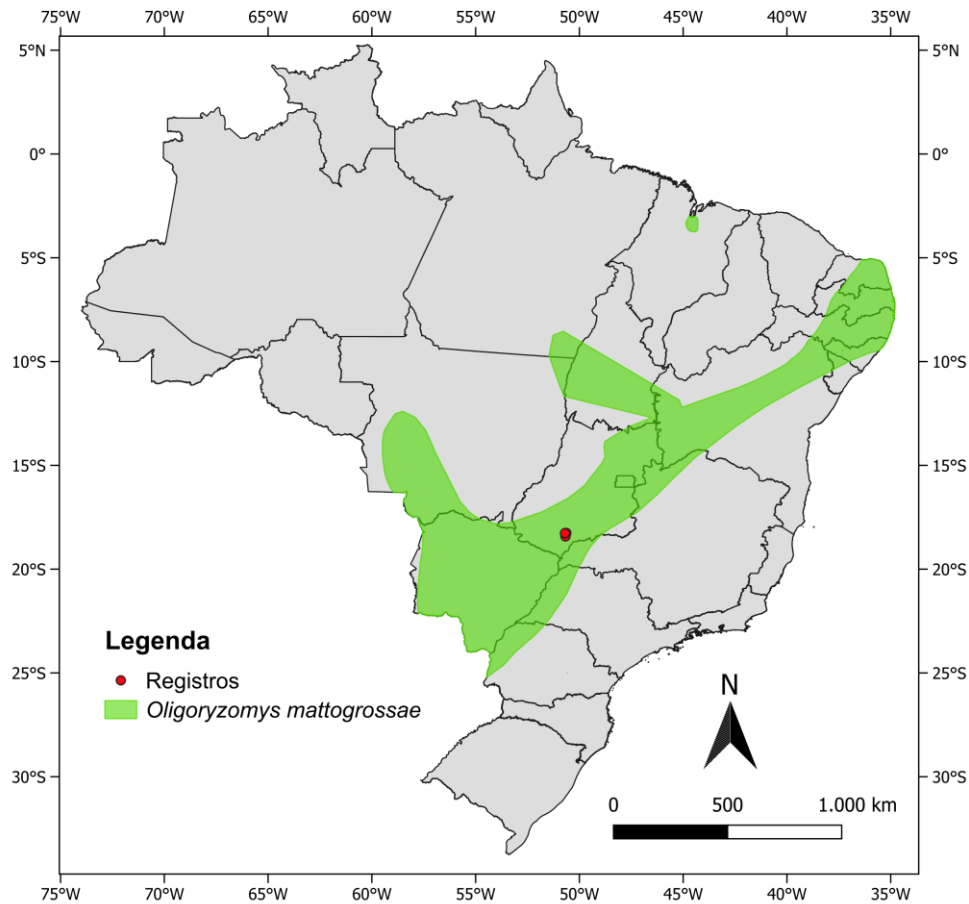 75°W 70°W 65°W 60°W 55°W 50°W 45°W 40°W 35°W
5°N 5°N
0° 0°
5°S 5°S
10°S 10°S
15°S 15°S
20°S 20°S
Legenda
Registros
25°S 25°S
Oligoryzomys mattogrossae
N
30°S 30°S
0 500 1.000 km
75°W 70°W 65°W 60°W 55°W 50°W 45°W 40°W 35°W